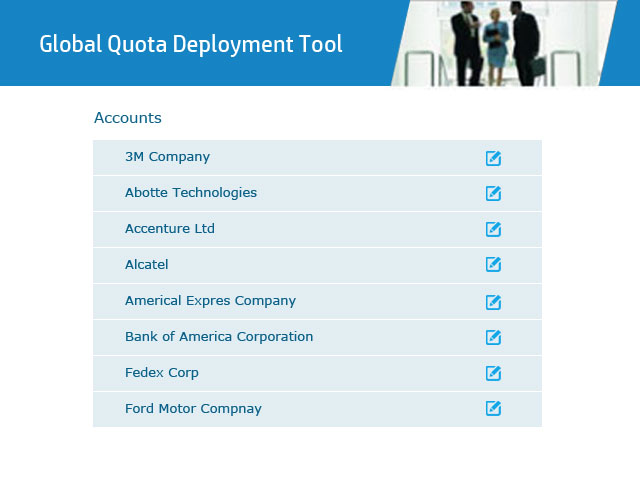 Global Quota Deployment Tool
Accounts
3M Company
Abotte Technologies
Accenture Ltd
Alcatel
Americal Expres Company
Bank of America Corporation
Fedex Corp
Ford Motor Compnay